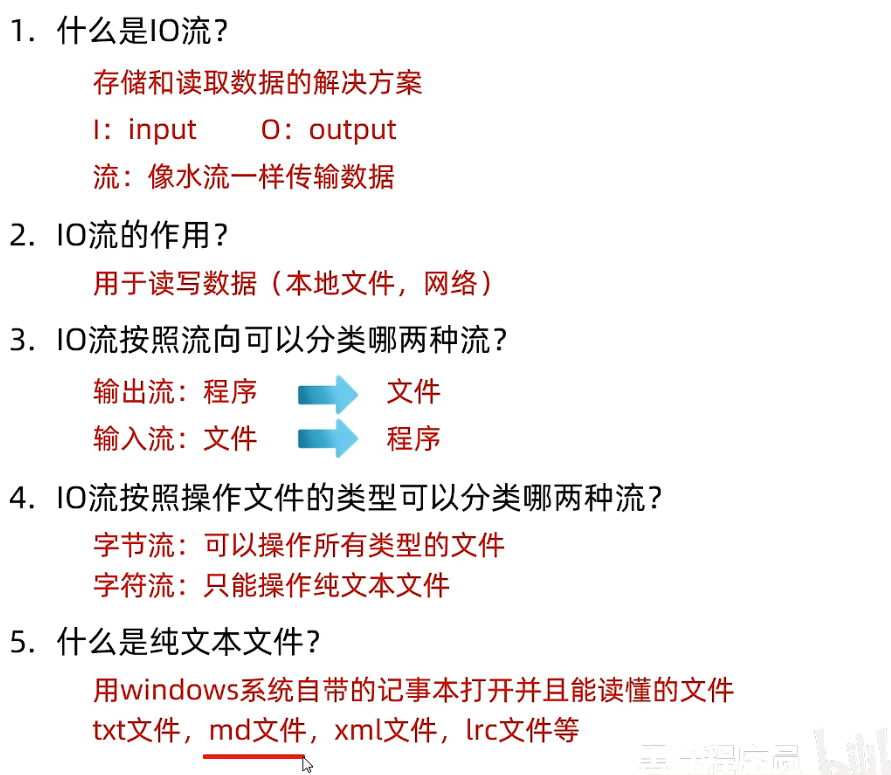 1. 什么是IO流？
存储和读取数据的解决方案
I：input O：output
流：像水流一样传输数据
2. IO流的作用？
用于读写数据（本地文件，网络）
3. IO流按照流向可以分类哪两种流？
输出流：程序 文件
输入流：文件 程序
4. IO流按照操作文件的类型可以分类哪两种流？
字节流：可以操作所有类型的文件
字符流：只能操作纯文本文件
5. 什么是纯文本文件？
用windows系统自带的记事本打开并且能读懂的文件
txt文件，md文件，xml文件，lrc文件等
程序员